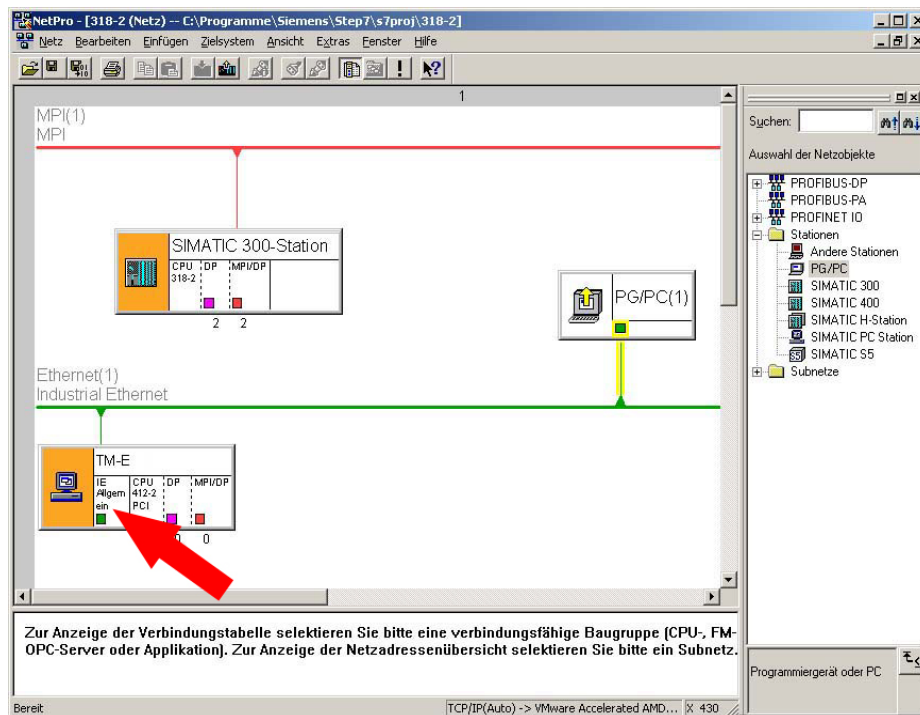 NetPro - [318-2 (Netz) -- C:\Programme\Siemens\Step7\s7proj\318-2]
Netz Bearbeiten Einfügen Zielsystem Ansicht Extras Fenster Hilfe
1
MPI(1)
MPI
SIMATIC 300-Station
CPU 318-2
DP
MPI/DP
2 2
PG/PC(1)
Ethernet(1)
Industrial Ethernet
TM-E
IE Allgemein
CPU 412-2 PCI
DP
MPI/DP
0
Zur Anzeige der Verbindungstabelle selektieren Sie bitte eine verbindungsfähige Baugruppe (CPU-, FM-
OPC-Server oder Applikation). Zur Anzeige der Netzadressenübersicht selektieren Sie bitte ein Subnetz.
Suchen:
Auswahl der Netzobjekte
PROFIBUS-DP
PROFIBUS-PA
PROFINET IO
Stationen
Andere Stationen
PG/PC
SIMATIC 300
SIMATIC 400
SIMATIC H-Station
SIMATIC PC Station
SIMATIC S5
Subnetze
Programmiergerät oder PC
Bereit
TCP/IP(Auto) -> VMware Accelerated AMD... X 430